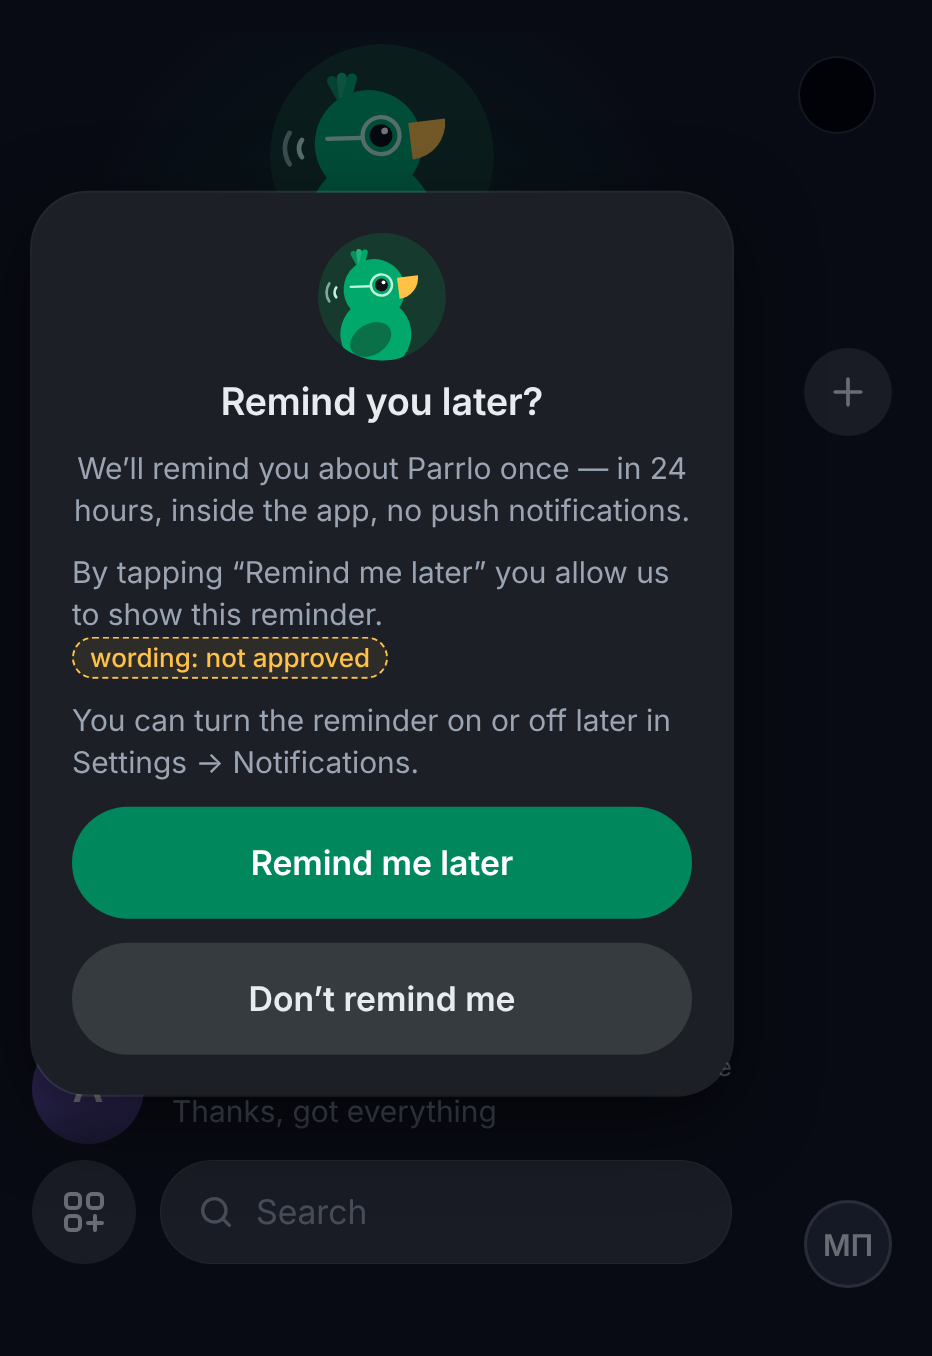 Remind you later?
We’ll remind you about Parrlo once — in 24
hours, inside the app, no push notifications.
By tapping “Remind me later” you allow us
to show this reminder.
wording: not approved
You can turn the reminder on or off later in
Settings → Notifications.
Remind me later
Don’t remind me
Thanks, got everything
Search
МП